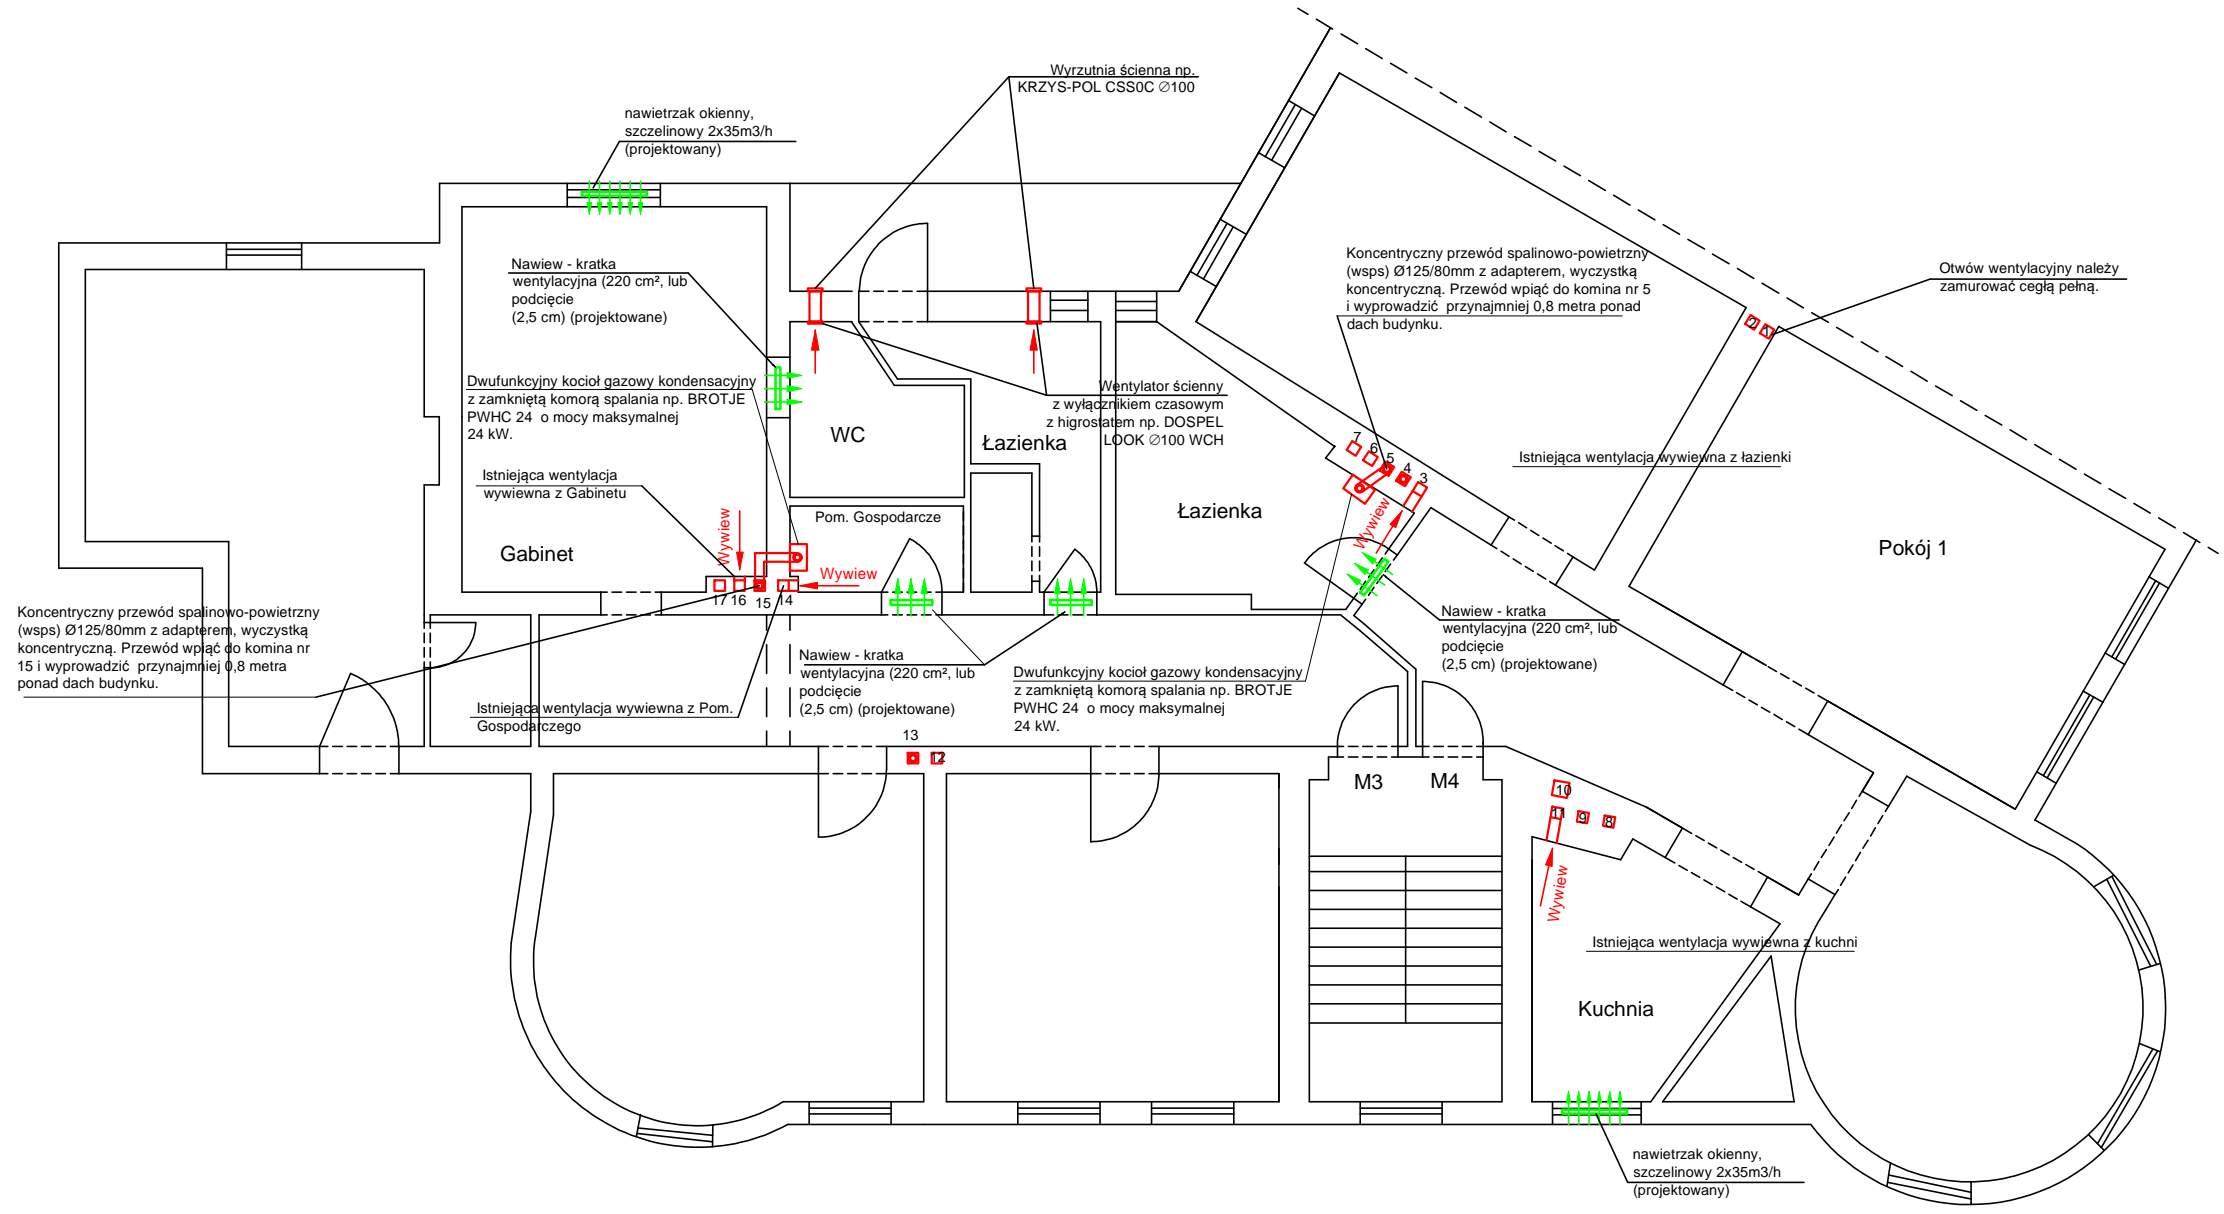 Wyrzutnia ścienna np.
KRZYS-POL CSS0C ∅100
nawietrzak okienny,
szczelinowy 2x35m3/h
(projektowany)
Nawiew - kratka
wentylacyjna (220 cm², lub
podcięcie
(2,5 cm) (projektowane)
Koncentryczny przewód spalinowo-powietrzny
(wsps) Ø125/80mm z adapterem, wyczystką
koncentryczną. Przewód wpiąć do komina nr 5
i wyprowadzić przynajmniej 0,8 metra ponad
dach budynku.
Otwów wentylacyjny należy
zamurować cegłą pełną.
2
1
Dwufunkcyjny kocioł gazowy kondensacyjny
z zamkniętą komorą spalania np. BROTJE
PWHC 24 o mocy maksymalnej
24 kW.
Wentylator ścienny
z wyłącznikiem czasowym
z higrostatem np. DOSPEL
LOOK ∅100 WCH
WC
Łazienka
7
6
5
4
3
Istniejąca wentylacja wywiewna z łazienki
Istniejąca wentylacja
wywiewna z Gabinetu
Łazienka
Pom. Gospodarcze
Wywiew
Wywiew
Gabinet
Pokój 1
Wywiew
17
16
15
14
Koncentryczny przewód spalinowo-powietrzny
(wsps) Ø125/80mm z adapterem, wyczystką
koncentryczną. Przewód wpiąć do komina nr
15 i wyprowadzić przynajmniej 0,8 metra
ponad dach budynku.
Nawiew - kratka
wentylacyjna (220 cm², lub
podcięcie
(2,5 cm) (projektowane)
Nawiew - kratka
wentylacyjna (220 cm², lub
podcięcie
(2,5 cm) (projektowane)
Dwufunkcyjny kocioł gazowy kondensacyjny
z zamkniętą komorą spalania np. BROTJE
PWHC 24 o mocy maksymalnej
24 kW.
Istniejąca wentylacja wywiewna z Pom.
Gospodarczego
13
12
M3
M4
10
11
9
8
Wywiew
Istniejąca wentylacja wywiewna z kuchni
Kuchnia
nawietrzak okienny,
szczelinowy 2x35m3/h
(projektowany)